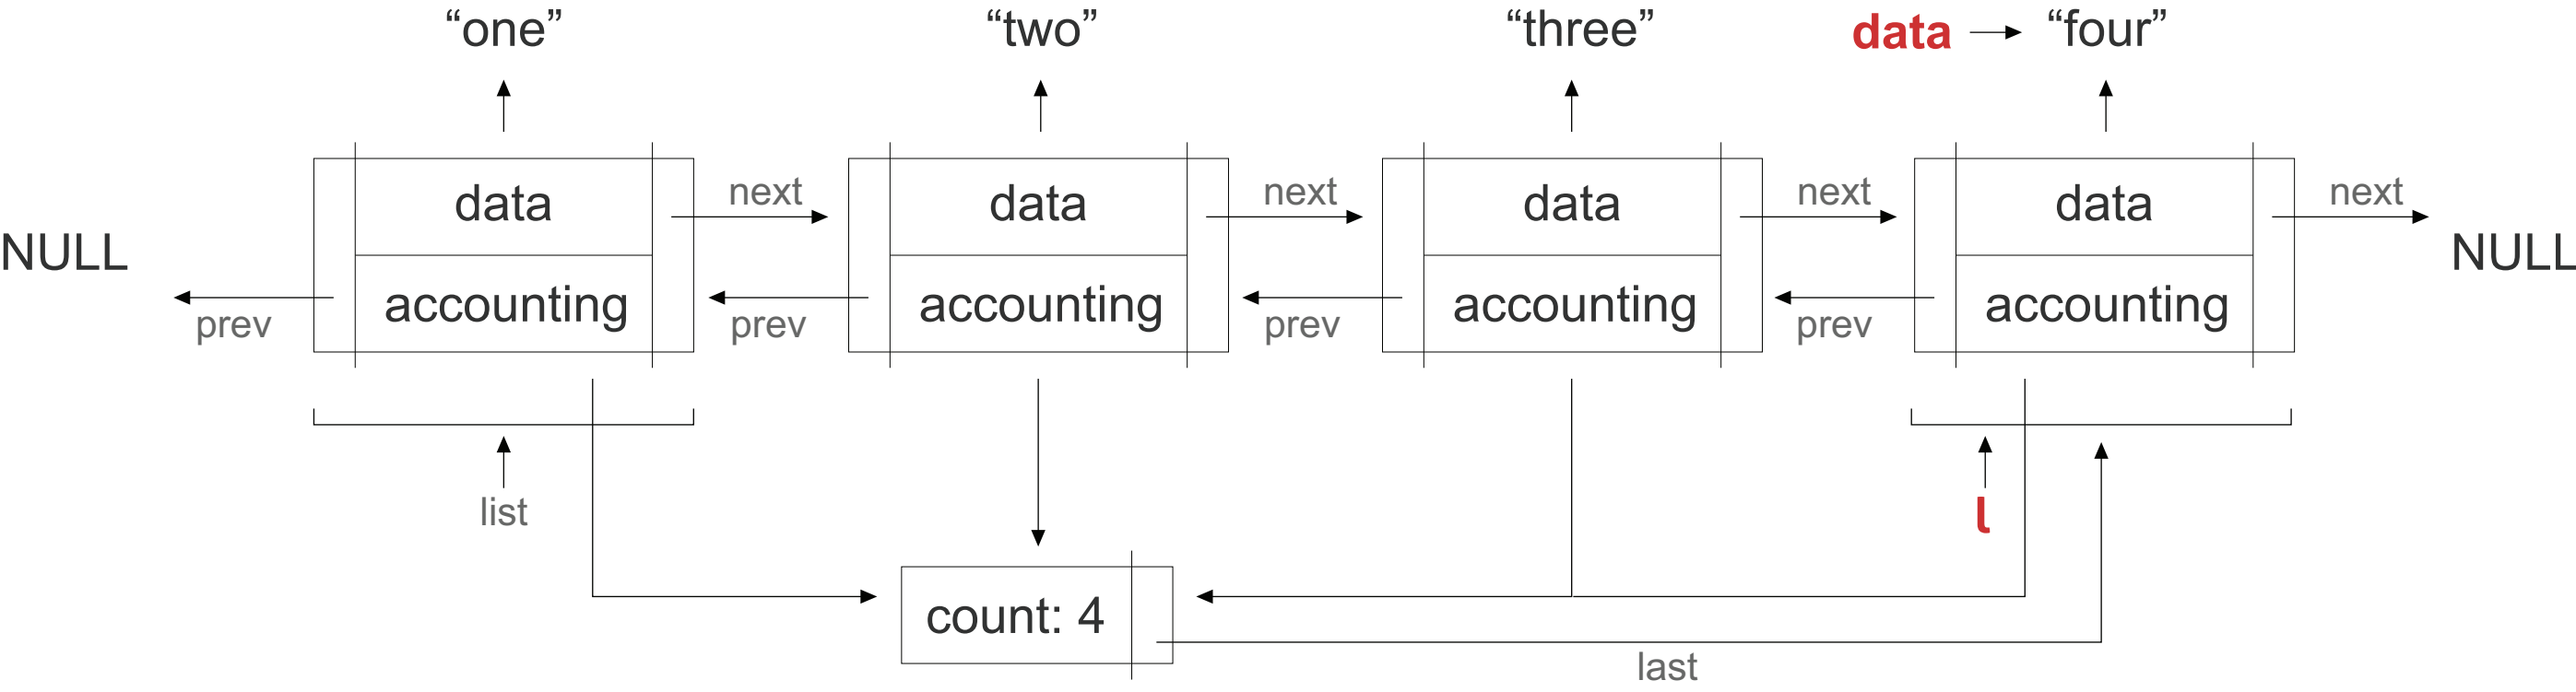 “one”
“two”
“three”
data
“four”
NULL
prev
data
accounting
next
prev
data
accounting
next
prev
data
accounting
next
prev
data
accounting
next
NULL
list
l
count: 4
last